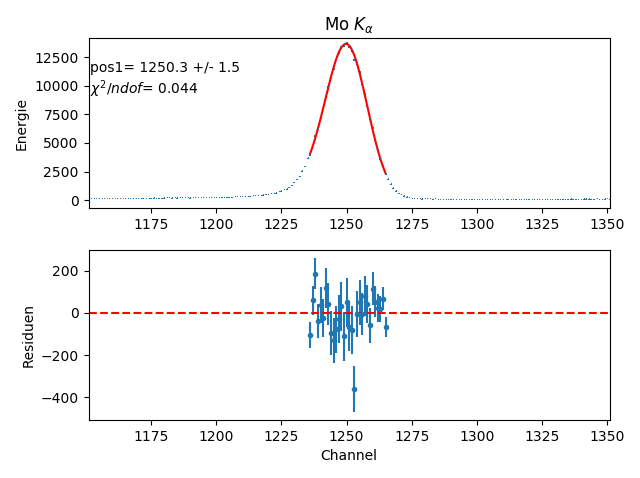 Mo $K_\alpha$
12500
10000
7500
5000
2500
0
Energie
pos1= 1250.3 +/- 1.5
$\chi^2/ndof$= 0.044
1175 1200 1225 1250 1275 1300 1325 1350
200
0
−200
−400
Residuen
1175 1200 1225 1250 1275 1300 1325 1350
Channel